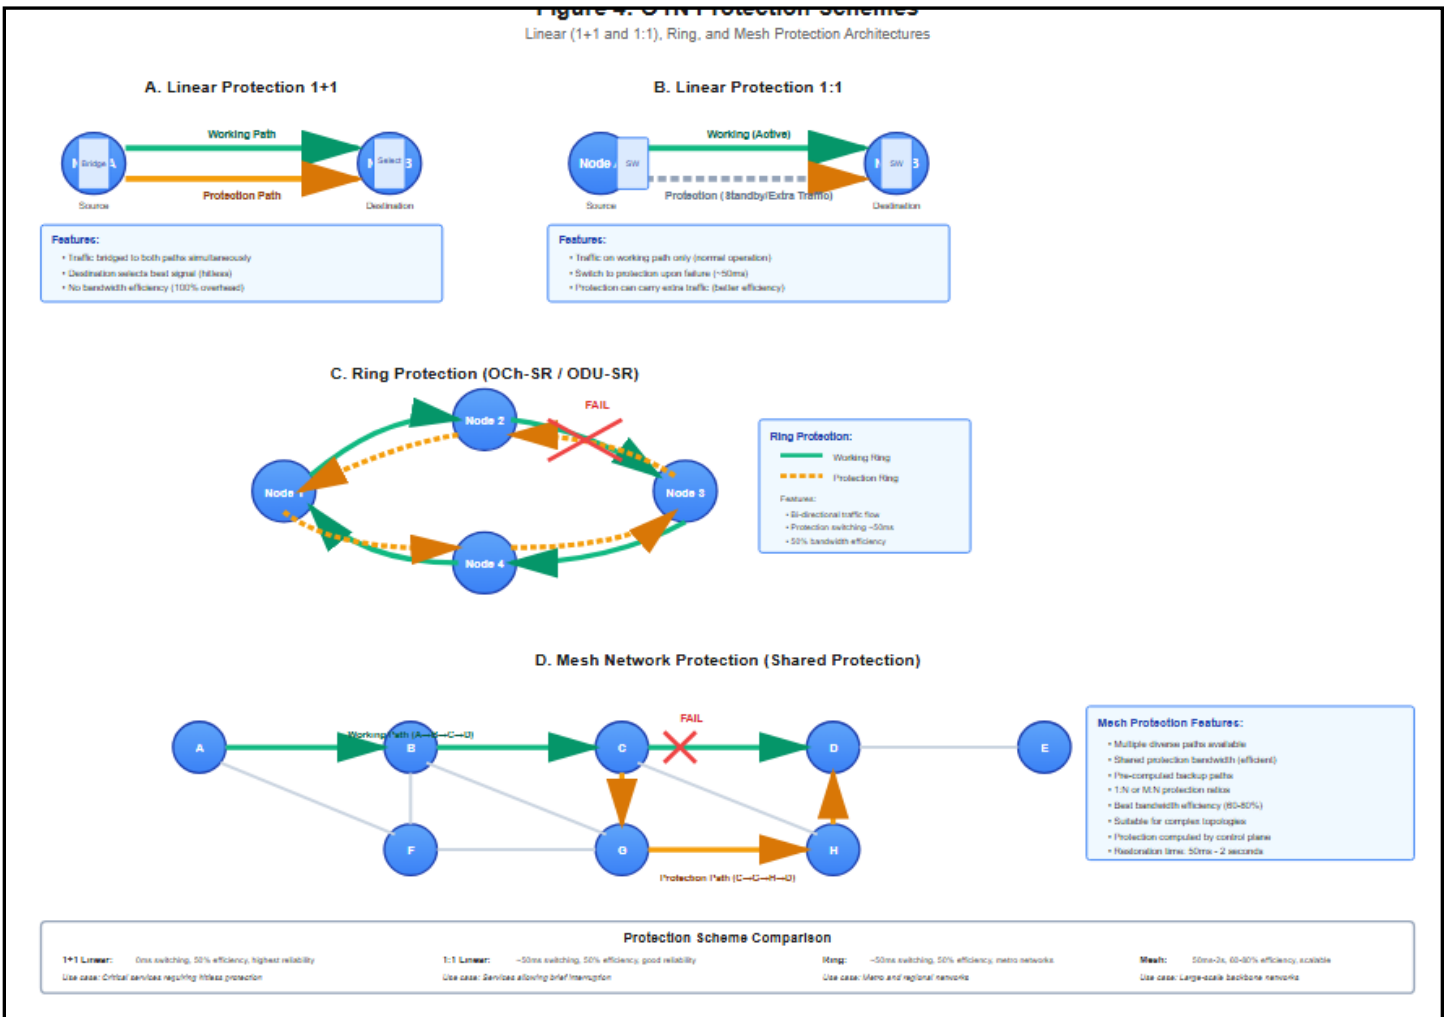 Figure 4: OTN Protection Schemes
Linear (1+1 and 1:1), Ring, and Mesh Protection Architectures
A. Linear Protection 1+1
Working Path
Bridge
Select
Protection Path
Source
Destination
Features:
• Traffic bridged to both paths simultaneously
• Destination selects best signal (hitless)
• No bandwidth efficiency (100% overhead)
B. Linear Protection 1:1
Working (Active)
Node
SW
SW
Protection (Standby/Extra Traffic)
Source
Destination
Features:
• Traffic on working path only (normal operation)
• Switch to protection upon failure (~50ms)
• Protection can carry extra traffic (better efficiency)
C. Ring Protection (OCh-SR / ODU-SR)
FAIL
Node 2
Node 1
Node 3
Node 4
Ring Protection:
Working Ring
Protection Ring
Features:
• Bi-directional traffic flow
• Protection switching ~50ms
• 50% bandwidth efficiency
D. Mesh Network Protection (Shared Protection)
FAIL
Working Path (A→B→C→D)
A
B
C
D
E
F
G
H
Protection Path (C→G→H→D)
Mesh Protection Features:
• Multiple diverse paths available
• Shared protection bandwidth (efficient)
• Pre-computed backup paths
• 1:N or M:N protection ratios
• Best bandwidth efficiency (60-80%)
• Suitable for complex topologies
• Protection computed by control plane
• Restoration time: 50ms - 2 seconds
Protection Scheme Comparison
1+1 Linear: 0ms switching, 50% efficiency, highest reliability
Use case: Critical services requiring hitless protection
1:1 Linear: ~50ms switching, 50% efficiency, good reliability
Use case: Services allowing brief interruption
Ring: ~50ms switching, 50% efficiency, metro networks
Use case: Metro and regional networks
Mesh: 50ms-2s, 60-80% efficiency, scalable
Use case: Large-scale backbone networks